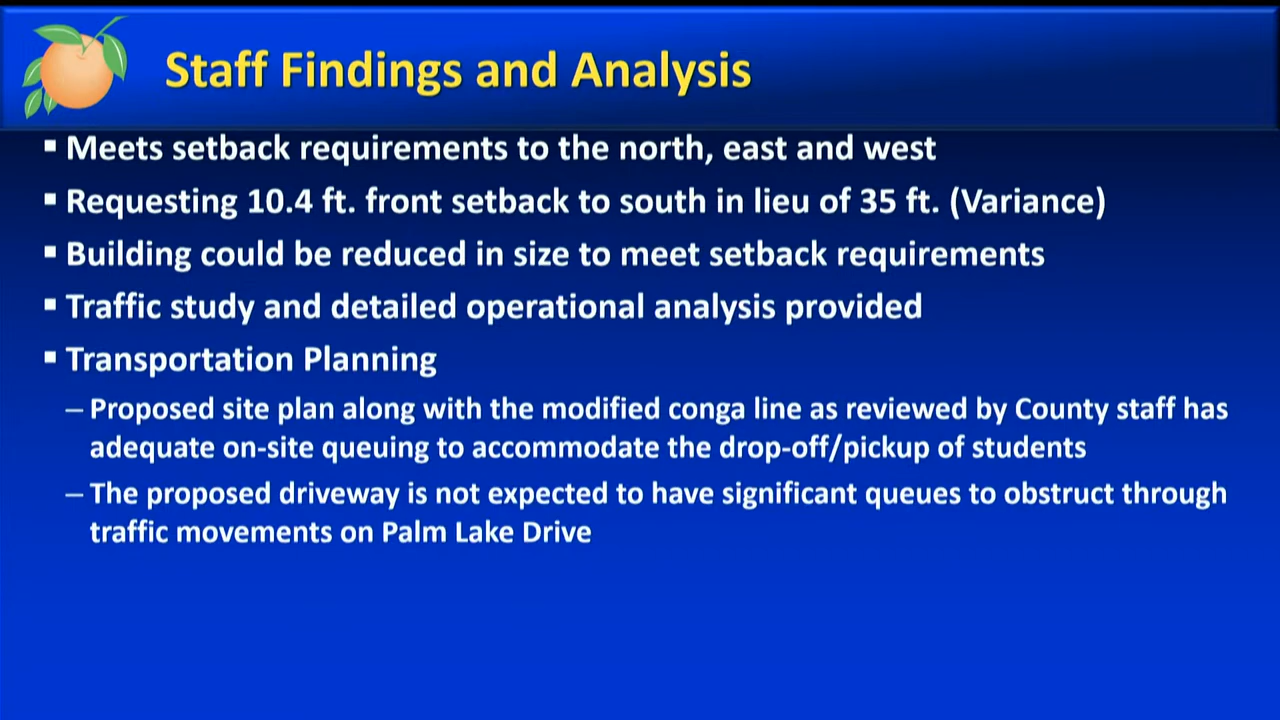 Staff Findings and Analysis
▪ Meets setback requirements to the north, east and west
▪ Requesting 10.4 ft. front setback to south in lieu of 35 ft. (Variance)
▪ Building could be reduced in size to meet setback requirements
▪ Traffic study and detailed operational analysis provided
▪ Transportation Planning
– Proposed site plan along with the modified conga line as reviewed by County staff has
adequate on-site queuing to accommodate the drop-off/pickup of students
– The proposed driveway is not expected to have significant queues to obstruct through
traffic movements on Palm Lake Drive